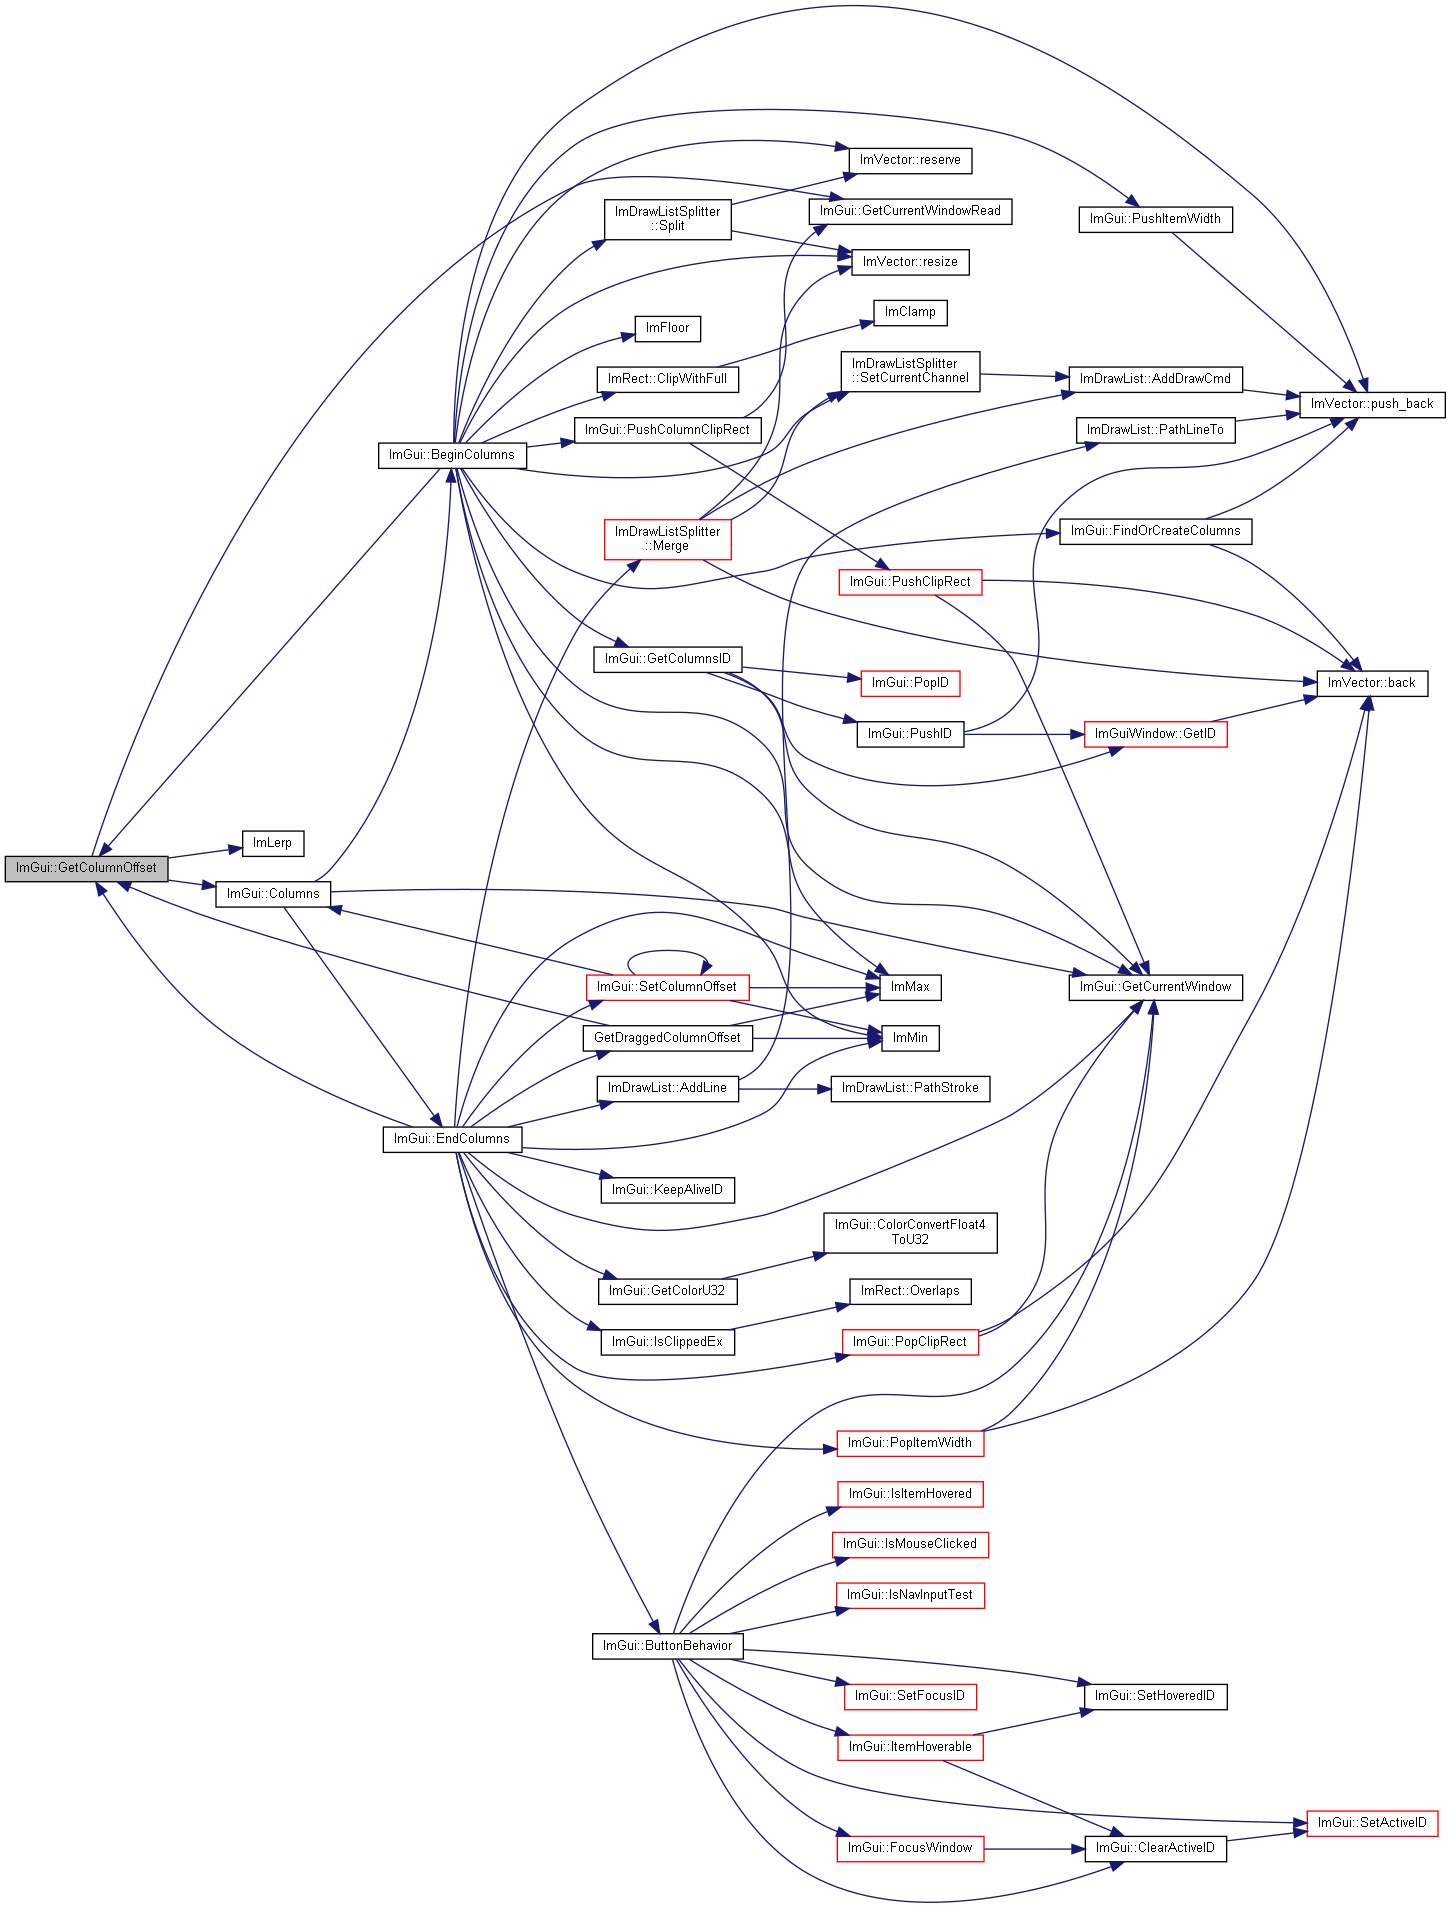 ImVector::reserve
ImDrawListSplitter
::Split
ImGui::GetCurrentWindowRead
ImGui::PushItemWidth
ImVector::resize
ImClamp
ImFloor
ImDrawListSplitter
::SetCurrentChannel
ImRect::ClipWithFull
ImDrawList::AddDrawCmd
ImVector::push_back
ImGui::PushColumnClipRect
ImDrawList::PathLineTo
ImGui::BeginColumns
ImDrawListSplitter
::Merge
ImGui::FindOrCreateColumns
ImGui::PushClipRect
ImGui::GetColumnsID
ImGui::PopID
ImVector::back
ImGui::PushID
ImGuiWindow::GetID
ImLerp
ImGui::GetColumnOffset
ImGui::Columns
ImGui::SetColumnOffset
ImMax
ImGui::GetCurrentWindow
GetDraggedColumnOffset
ImMin
ImDrawList::AddLine
ImDrawList::PathStroke
ImGui::EndColumns
ImGui::KeepAliveID
ImGui::ColorConvertFloat4
ToU32
ImGui::GetColorU32
ImRect::Overlaps
ImGui::IsClippedEx
ImGui::PopClipRect
ImGui::PopItemWidth
ImGui::IsItemHovered
ImGui::IsMouseClicked
ImGui::IsNavInputTest
ImGui::ButtonBehavior
ImGui::SetFocusID
ImGui::SetHoveredID
ImGui::ItemHoverable
ImGui::SetActiveID
ImGui::FocusWindow
ImGui::ClearActiveID